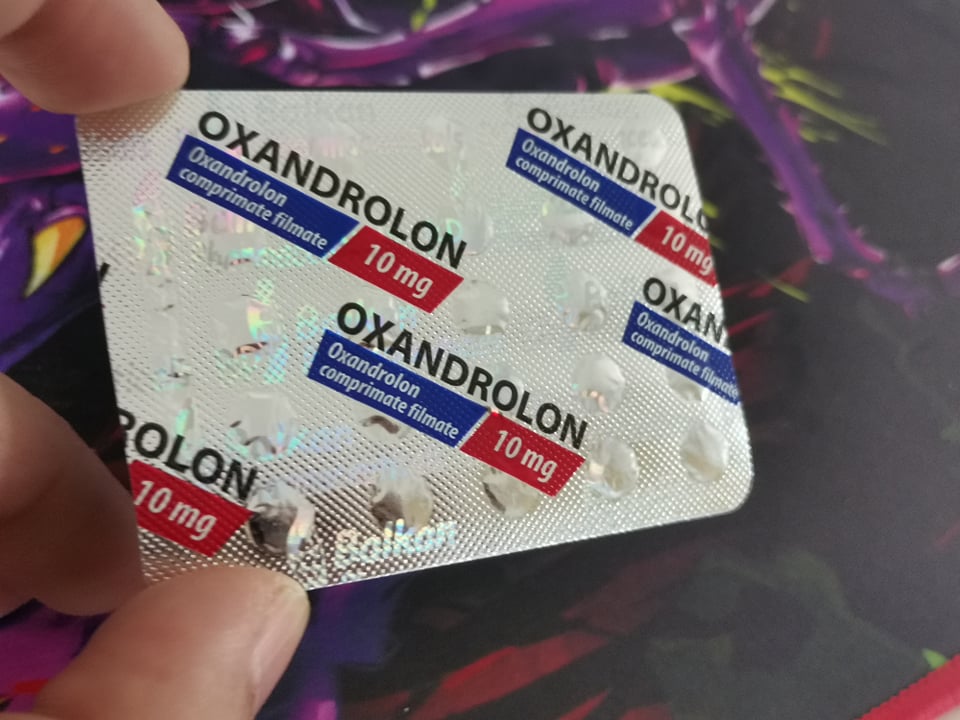 OXANDROLON
Oxandrolon
comprimate filmate
10 mg
OXANDROLO
Oxandrolon
comprimate filmate
10 mg
OXANDROLON
Oxandrolon
comprimate filmate
10 mg
OXAN
Oxandrolon
comprimate filmate
ROLON
10 mg
Balkan